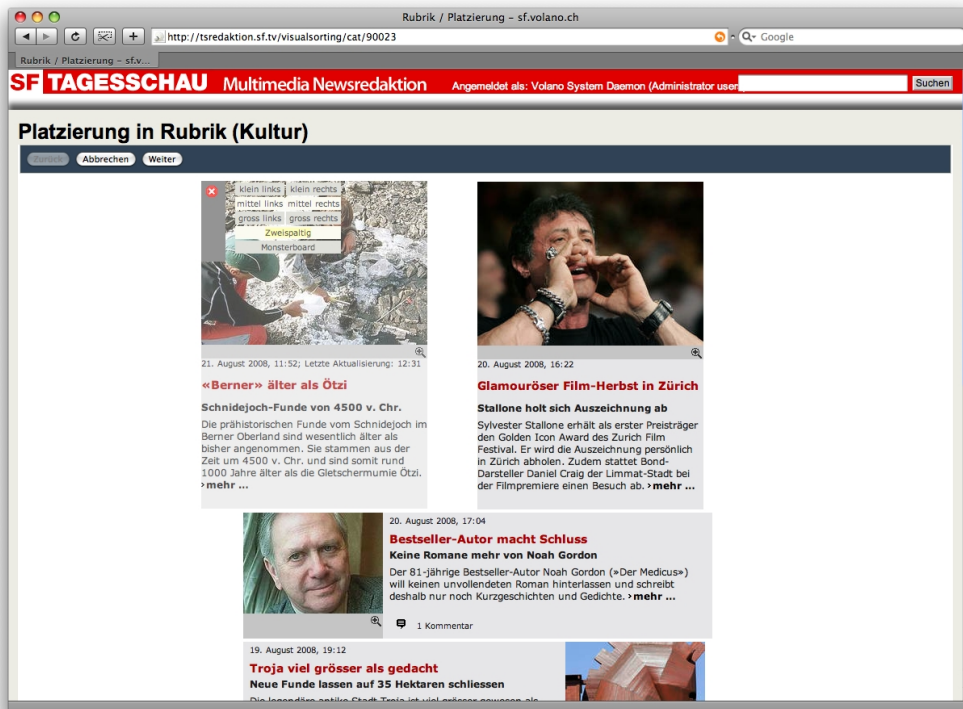 Rubrik / Platzierung – sf.volano.ch
http://tsredaktion.sf.tv/visualsorting/cat/90023
Google
Rubrik / Platzierung – sf.v...
SF TAGESSCHAU Multimedia Newsredaktion Angemeldet als: Volano System Daemon (Administrator user Suchen
Platzierung in Rubrik (Kultur)
Zurück Abbrechen Weiter
klein links klein rechts
mittel links mittel rechts
gross links gross rechts
Zweispaltig
Monsterboard
21. August 2008, 11:52; Letzte Aktualisierung: 12:31
«Berner» älter als Ötzi
Schnidejoch-Funde von 4500 v. Chr.
Die prähistorischen Funde vom Schnidejoch im
Berner Oberland sind wesentlich älter als
bisher angenommen. Sie stammen aus der
Zeit um 4500 v. Chr. und sind somit rund
1000 Jahre älter als die Gletschermumie Ötzi.
›mehr ...
20. August 2008, 16:22
Glamouröser Film-Herbst in Zürich
Stallone holt sich Auszeichnung ab
Sylvester Stallone erhält als erster Preisträger
den Golden Icon Award des Zurich Film
Festival. Er wird die Auszeichnung persönlich
in Zürich abholen. Zudem stattet Bond-
Darsteller Daniel Craig der Limmat-Stadt bei
der Filmpremiere einen Besuch ab. ›mehr ...
20. August 2008, 17:04
Bestseller-Autor macht Schluss
Keine Romane mehr von Noah Gordon
Der 81-jährige Bestseller-Autor Noah Gordon («Der Medicus»)
will keinen unvollendeten Roman hinterlassen und schreibt
deshalb nur noch Kurzgeschichten und Gedichte. ›mehr ...
1 Kommentar
19. August 2008, 19:12
Troja viel grösser als gedacht
Neue Funde lassen auf 35 Hektaren schliessen
Die legendäre antike Stadt Troja ist viel grösser gewesen als